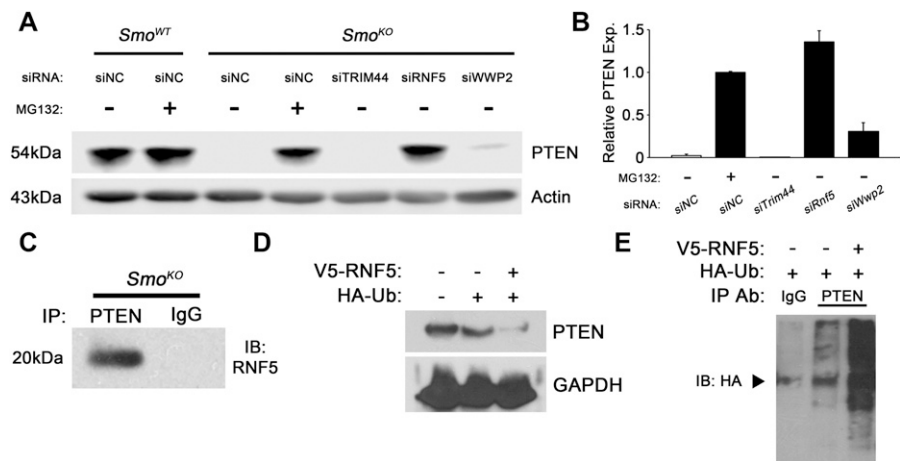 A
Smo^WT
Smo^KO
siRNA: siNC siNC siNC siNC siTRIM44 siRNF5 siWWP2
MG132: - + - + - - -
54kDa PTEN
43kDa Actin
B
Relative PTEN Exp.
1.5
1.0
0.5
0
MG132: - + - - -
siRNA: siNC siNC siTrim44 siRnf5 siWwp2
C
Smo^KO
IP: PTEN IgG
20kDa
IB:
RNF5
D
V5-RNF5: - - +
HA-Ub: - + +
PTEN
GAPDH
E
V5-RNF5: - - +
HA-Ub: + + +
IP Ab: IgG PTEN
IB: HA